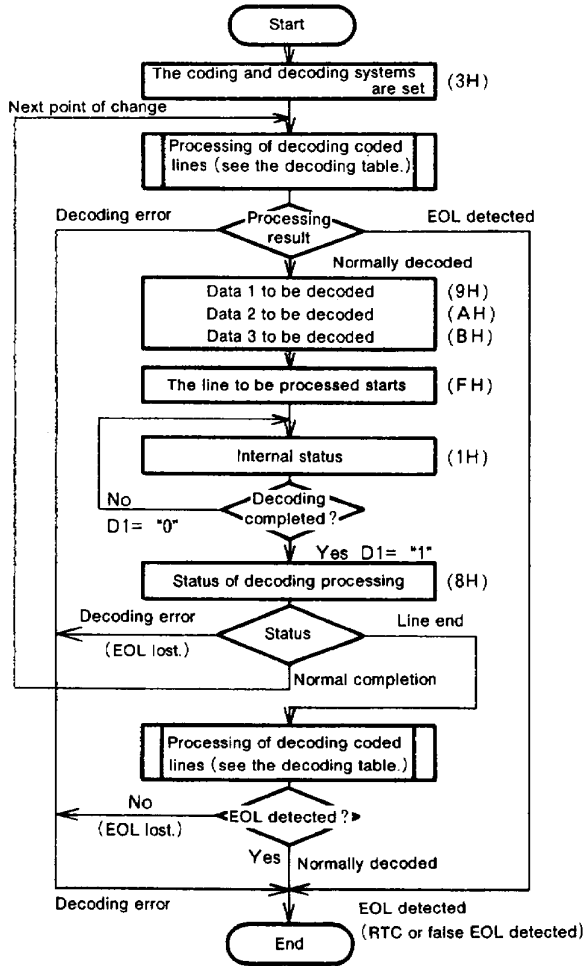 Start
The coding and decoding systems
are set
(3H)
Next point of change
Processing of decoding coded
lines (see the decoding table.)
Decoding error
Processing
result
EOL detected
Normally decoded
Data 1 to be decoded
(9H)
Data 2 to be decoded
(AH)
Data 3 to be decoded
(BH)
The line to be processed starts
(FH)
Internal status
(1H)
No
D1= "0"
Decoding
completed?
Yes D1= "1"
Status of decoding processing
(8H)
Decoding error
(EOL lost.)
Status
Line end
Normal completion
Processing of decoding coded
lines (see the decoding table.)
No
(EOL lost.)
EOL detected?
Yes
Normally decoded
Decoding error
EOL detected
(RTC or false EOL detected)
End